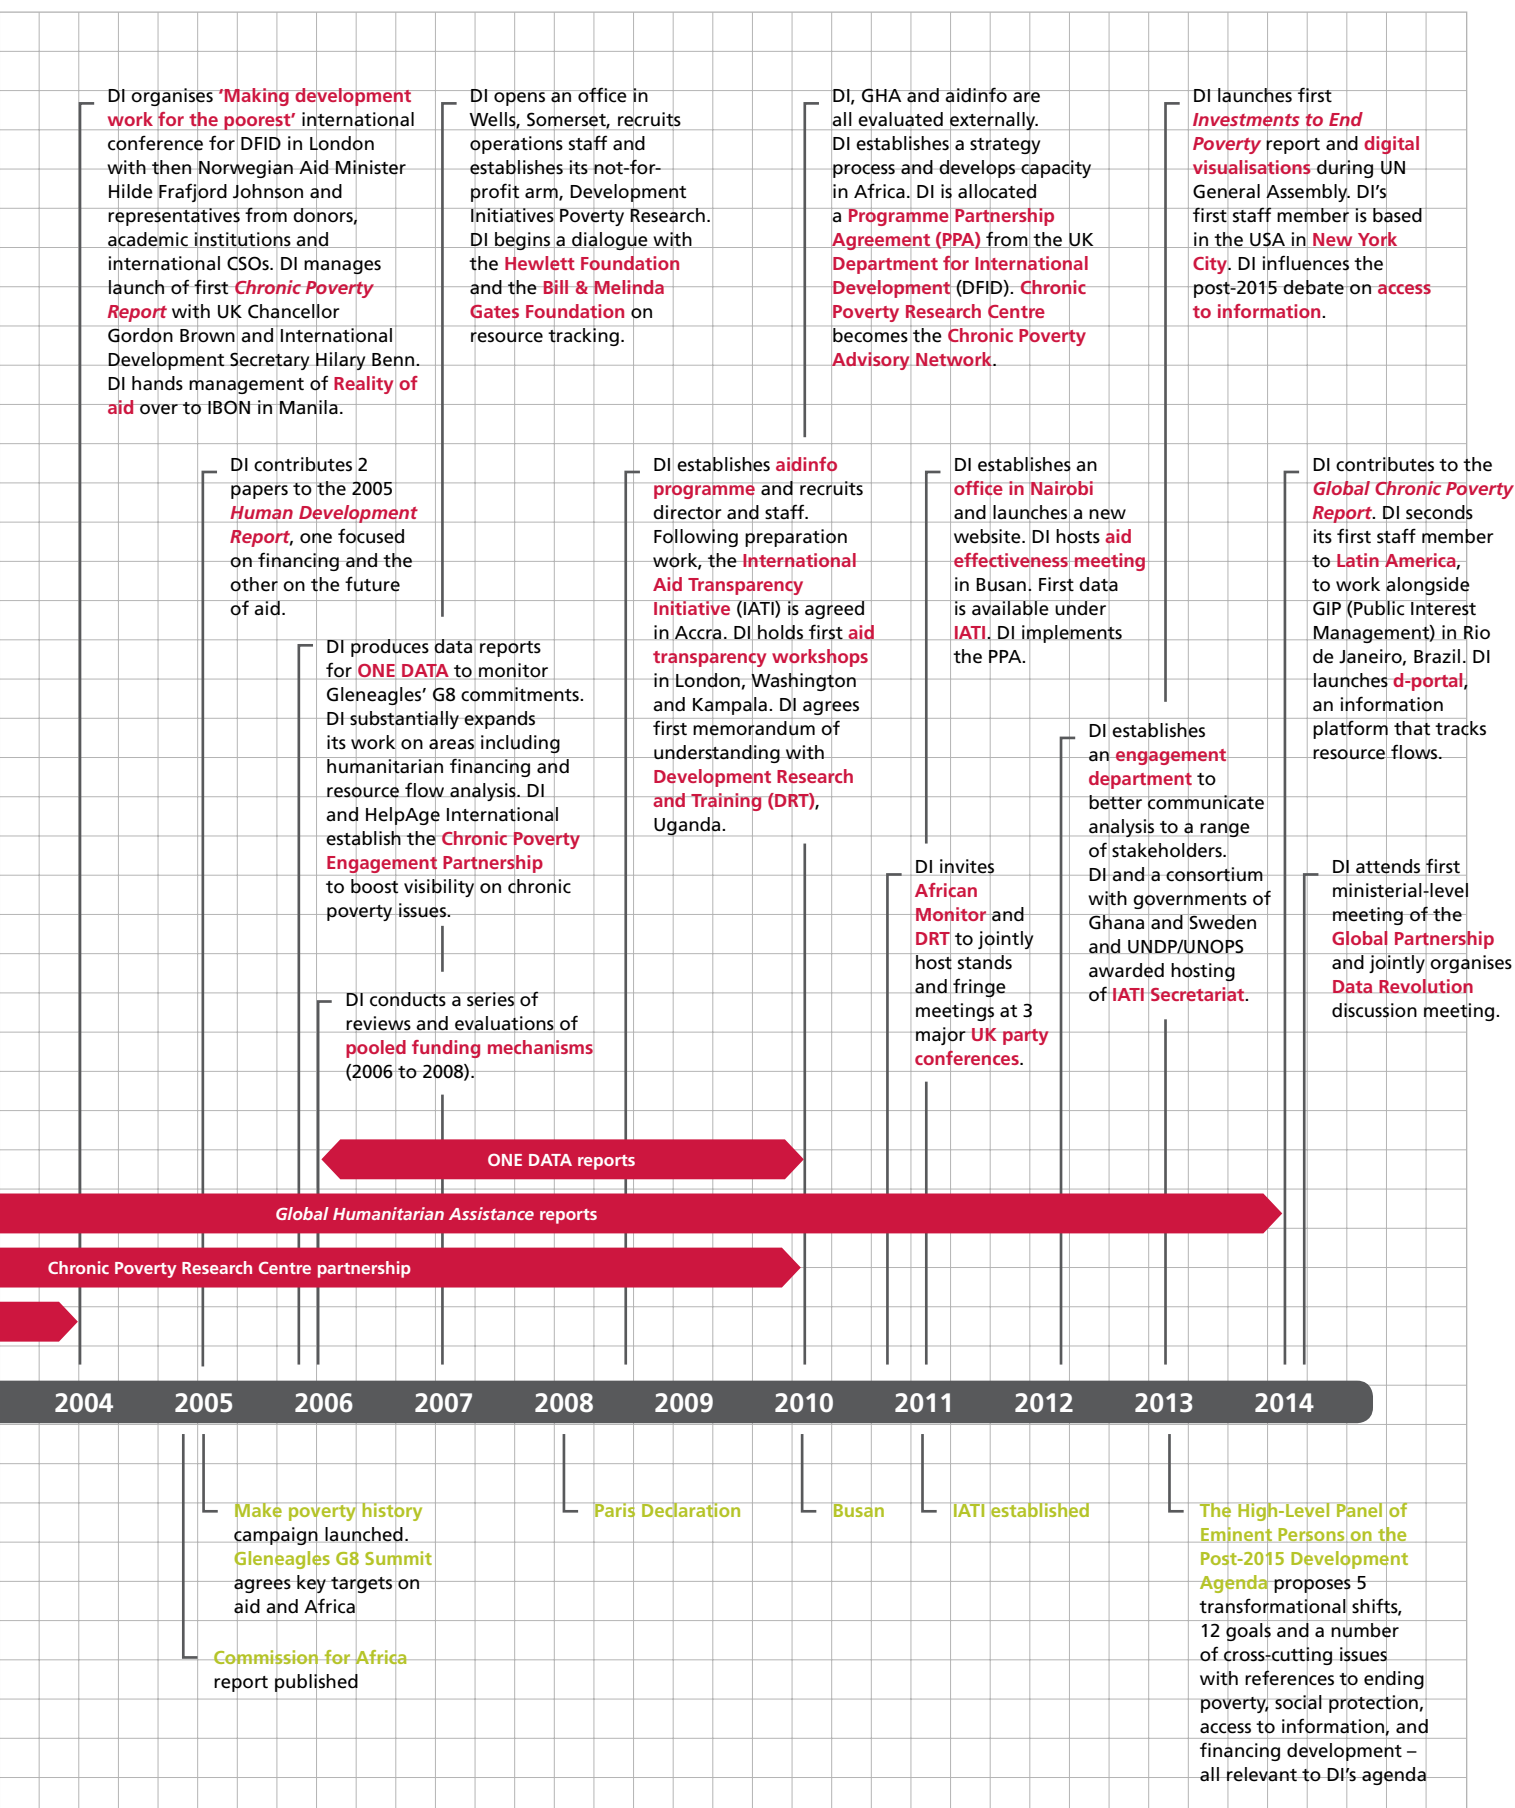 DI organises ‘Making development
work for the poorest’ international
conference for DFID in London
with then Norwegian Aid Minister
Hilde Frafjord Johnson and
representatives from donors,
academic institutions and
international CSOs. DI manages
launch of first Chronic Poverty
Report with UK Chancellor
Gordon Brown and International
Development Secretary Hilary Benn.
DI hands management of Reality of
aid over to IBON in Manila.
DI opens an office in
Wells, Somerset, recruits
operations staff and
establishes its not-for-
profit arm, Development
Initiatives Poverty Research.
DI begins a dialogue with
the Hewlett Foundation
and the Bill & Melinda
Gates Foundation on
resource tracking.
DI, GHA and aidinfo are
all evaluated externally.
DI establishes a strategy
process and develops capacity
in Africa. DI is allocated
a Programme Partnership
Agreement (PPA) from the UK
Department for International
Development (DFID). Chronic
Poverty Research Centre
becomes the Chronic Poverty
Advisory Network.
DI launches first
Investments to End
Poverty report and digital
visualisations during UN
General Assembly. DI’s
first staff member is based
in the USA in New York
City. DI influences the
post-2015 debate on access
to information.
DI contributes 2
papers to the 2005
Human Development
Report, one focused
on financing and the
other on the future
of aid.
DI establishes aidinfo
programme and recruits
director and staff.
Following preparation
work, the International
Aid Transparency
Initiative (IATI) is agreed
in Accra. DI holds first aid
transparency workshops
in London, Washington
and Kampala. DI agrees
first memorandum of
understanding with
Development Research
and Training (DRT),
Uganda.
DI establishes an
office in Nairobi
and launches a new
website. DI hosts aid
effectiveness meeting
in Busan. First data
is available under
IATI. DI implements
the PPA.
DI contributes to the
Global Chronic Poverty
Report. DI seconds
its first staff member
to Latin America,
to work alongside
GIP (Public Interest
Management) in Rio
de Janeiro, Brazil. DI
launches d-portal,
an information
platform that tracks
resource flows.
DI produces data reports
for ONE DATA to monitor
Gleneagles’ G8 commitments.
DI substantially expands
its work on areas including
humanitarian financing and
resource flow analysis. DI
and HelpAge International
establish the Chronic Poverty
Engagement Partnership
to boost visibility on chronic
poverty issues.
DI establishes
an engagement
department to
better communicate
analysis to a range
of stakeholders.
DI and a consortium
with governments of
Ghana and Sweden
and UNDP/UNOPS
awarded hosting
of IATI Secretariat.
DI invites
African
Monitor and
DRT to jointly
host stands
and fringe
meetings at 3
major UK party
conferences.
DI attends first
ministerial-level
meeting of the
Global Partnership
and jointly organises
Data Revolution
discussion meeting.
DI conducts a series of
reviews and evaluations of
pooled funding mechanisms
(2006 to 2008).
ONE DATA reports
Global Humanitarian Assistance reports
Chronic Poverty Research Centre partnership
2004 2005 2006 2007 2008 2009 2010 2011 2012 2013 2014
Make poverty history
campaign launched.
Gleneagles G8 Summit
agrees key targets on
aid and Africa
Commission for Africa
report published
Paris Declaration
Busan
IATI established
The High-Level Panel of
Eminent Persons on the
Post-2015 Development
Agenda proposes 5
transformational shifts,
12 goals and a number
of cross-cutting issues
with references to ending
poverty, social protection,
access to information, and
financing development –
all relevant to DI’s agenda